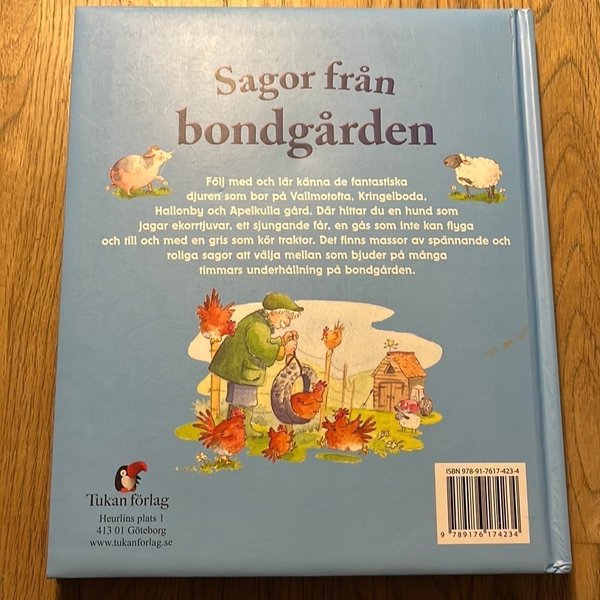 Sagor från
bondgården
Följ med och lär känna de fantastiska
djuren som bor på Vallmotofta, Kringelboda,
Hallonby och Apelkulla gård. Där hittar du en hund som
jagar ekorrtjuvar, ett sjungande får, en gås som inte kan flyga
och till och med en gris som kör traktor. Det finns massor av spännande och
roliga sagor att välja mellan som bjuder på många
timmars underhållning på bondgården.
Tukan förlag
Heurlins plats 1
413 01 Göteborg
www.tukanforlag.se
ISBN 978-91-7617-423-4
9 789176 174234